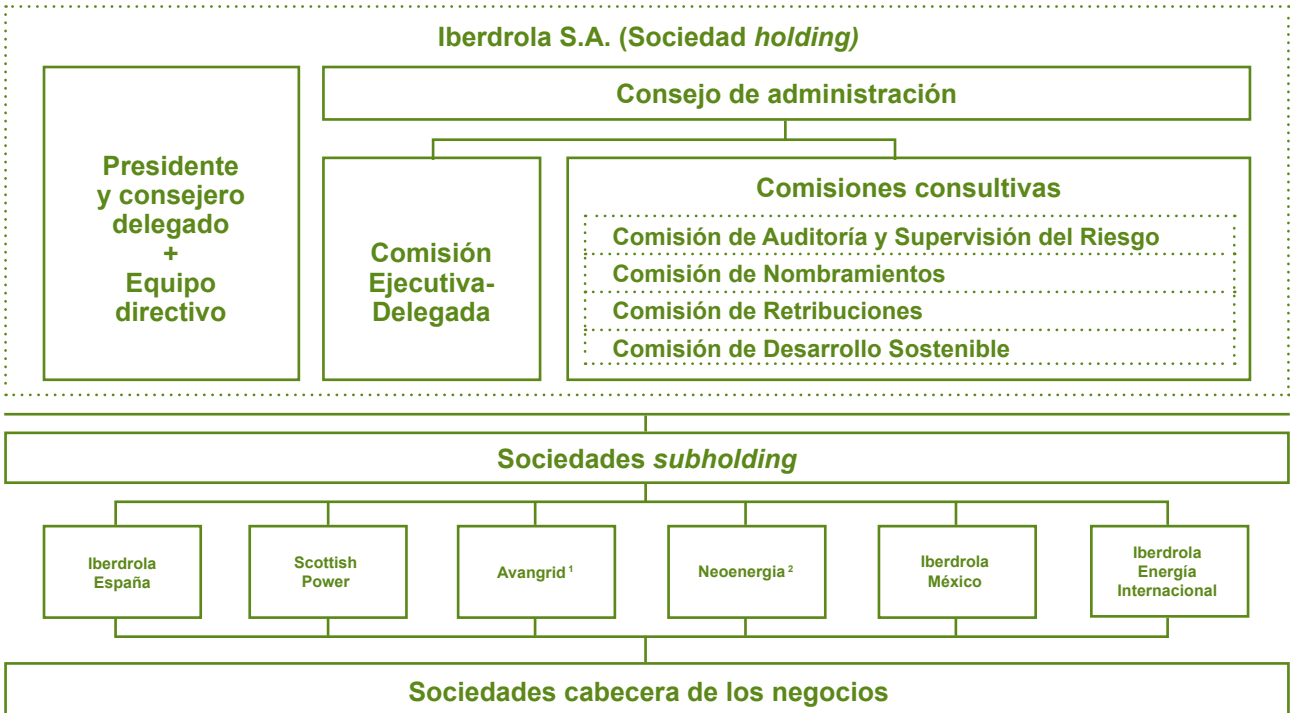 Iberdrola S.A. (Sociedad holding)
Presidente
y consejero
delegado
+
Equipo
directivo
Consejo de administración
Comisión
Ejecutiva-
Delegada
Comisiones consultivas
Comisión de Auditoría y Supervisión del Riesgo
Comisión de Nombramientos
Comisión de Retribuciones
Comisión de Desarrollo Sostenible
Sociedades subholding
Iberdrola
España
Scottish
Power
Avangrid ¹
Neoenergia ²
Iberdrola
México
Iberdrola
Energía
Internacional
Sociedades cabecera de los negocios